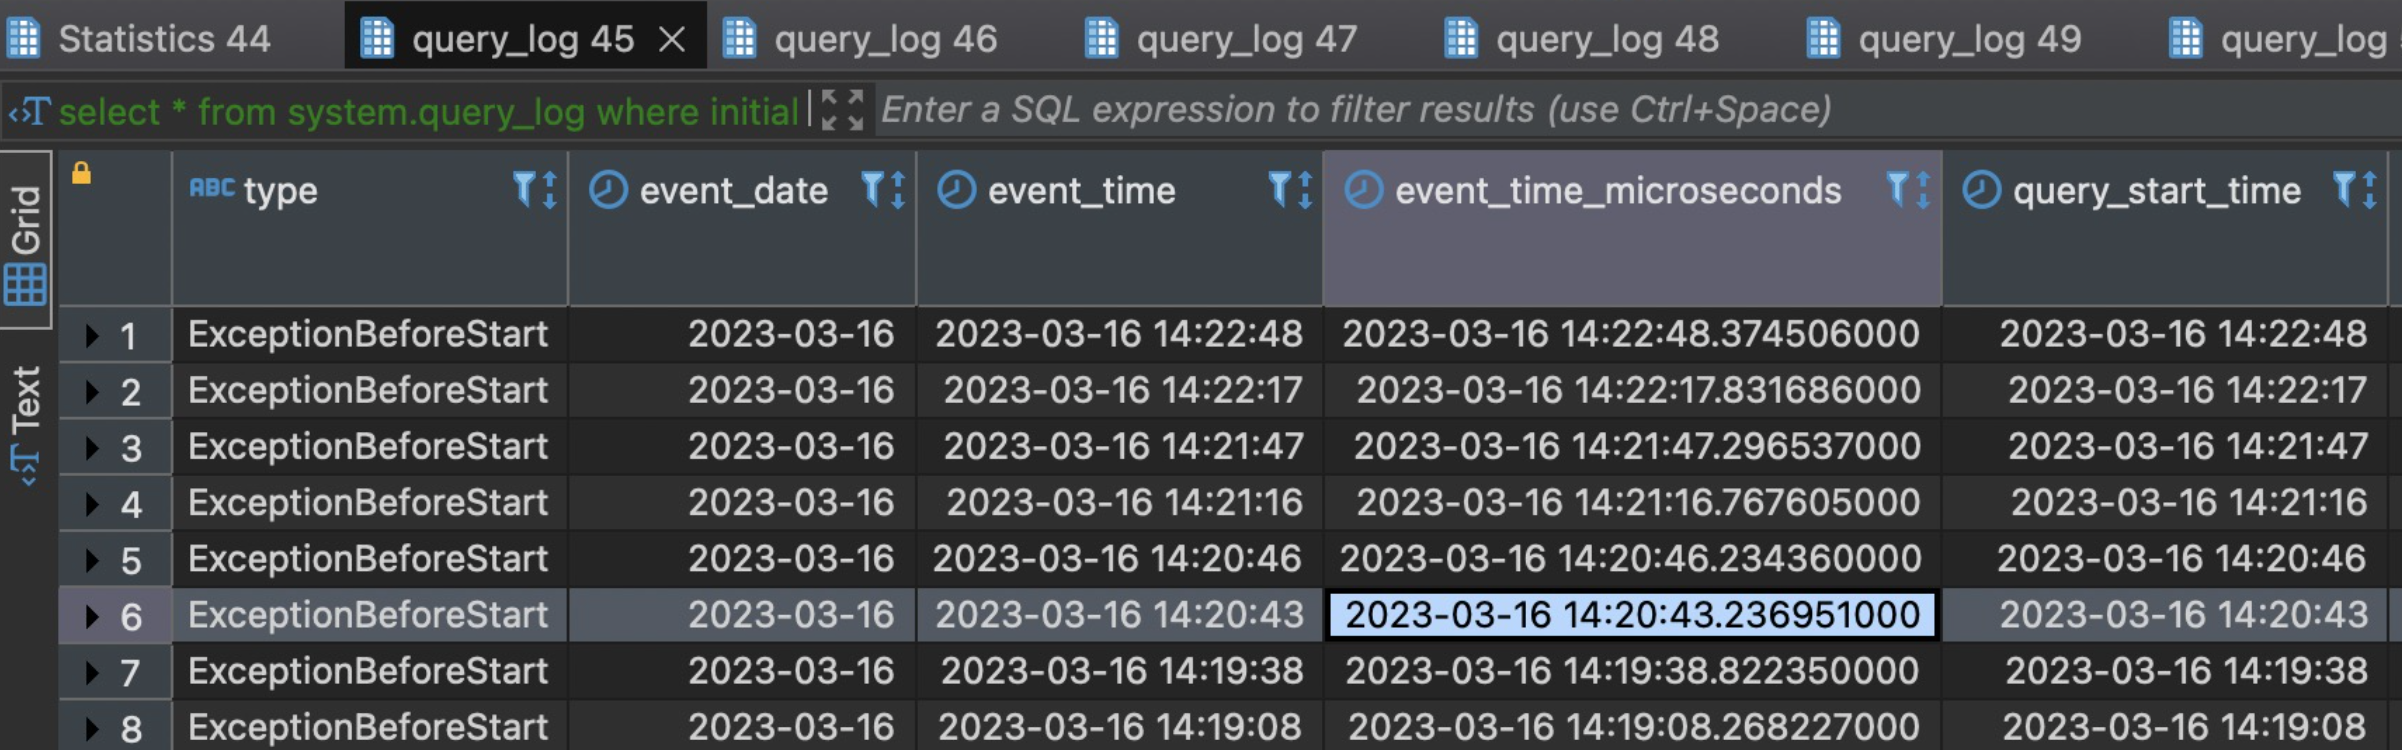 Statistics 44 query_log 45 query_log 46 query_log 47 query_log 48 query_log 49 query_log
select * from system.query_log where initial Enter a SQL expression to filter results (use Ctrl+Space)
Grid
Text
ABC type event_date event_time event_time_microseconds query_start_time
1 ExceptionBeforeStart 2023-03-16 2023-03-16 14:22:48 2023-03-16 14:22:48.374506000 2023-03-16 14:22:48
2 ExceptionBeforeStart 2023-03-16 2023-03-16 14:22:17 2023-03-16 14:22:17.831686000 2023-03-16 14:22:17
3 ExceptionBeforeStart 2023-03-16 2023-03-16 14:21:47 2023-03-16 14:21:47.296537000 2023-03-16 14:21:47
4 ExceptionBeforeStart 2023-03-16 2023-03-16 14:21:16 2023-03-16 14:21:16.767605000 2023-03-16 14:21:16
5 ExceptionBeforeStart 2023-03-16 2023-03-16 14:20:46 2023-03-16 14:20:46.234360000 2023-03-16 14:20:46
6 ExceptionBeforeStart 2023-03-16 2023-03-16 14:20:43 2023-03-16 14:20:43.236951000 2023-03-16 14:20:43
7 ExceptionBeforeStart 2023-03-16 2023-03-16 14:19:38 2023-03-16 14:19:38.822350000 2023-03-16 14:19:38
8 ExceptionBeforeStart 2023-03-16 2023-03-16 14:19:08 2023-03-16 14:19:08.268227000 2023-03-16 14:19:08